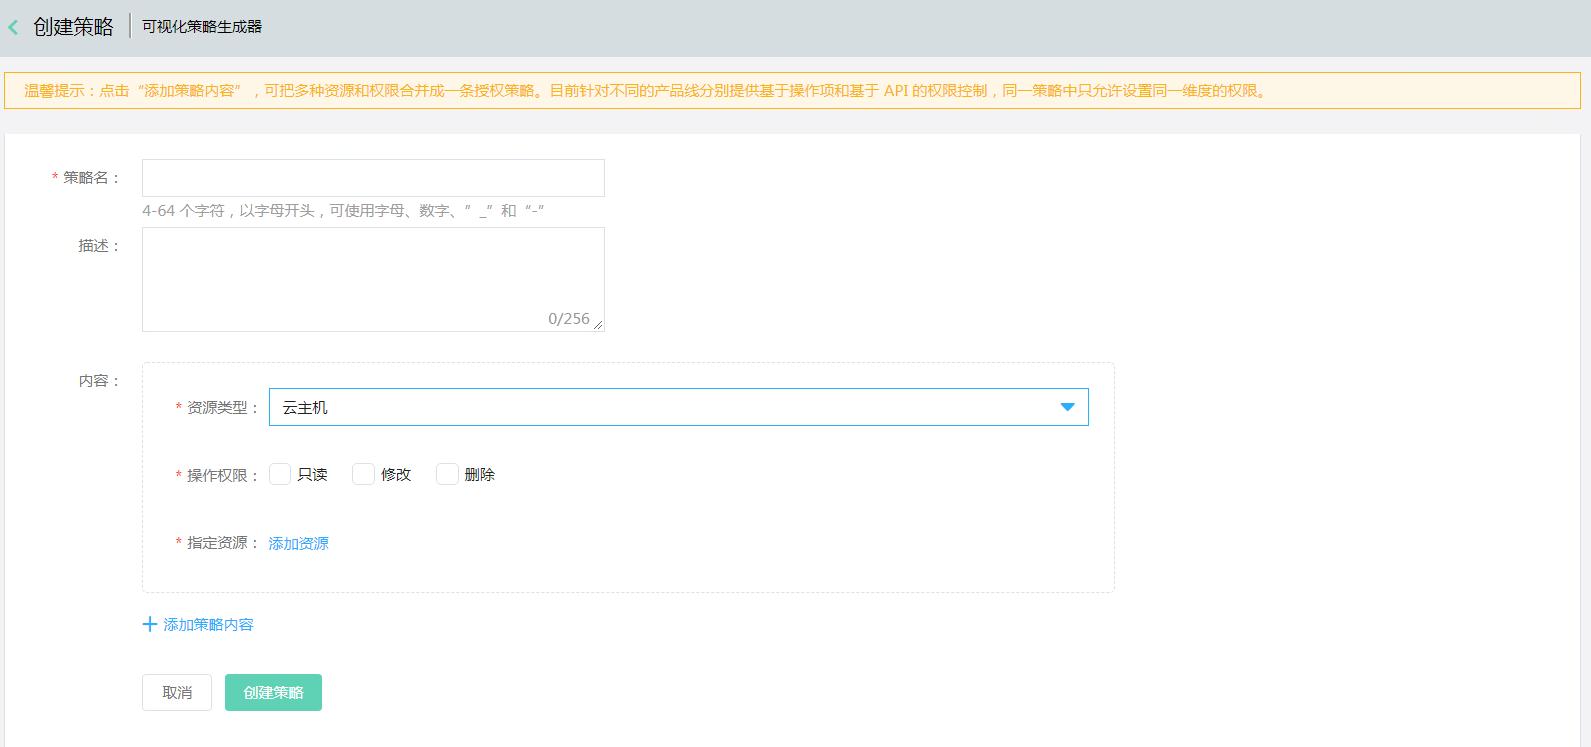 创建策略 可视化策略生成器
温馨提示：点击“添加策略内容”，可把多种资源和权限合并成一条授权策略。目前针对不同的产品线分别提供基于操作项和基于 API 的权限控制，同一策略中只允许设置同一维度的权限。
* 策略名：
4-64 个字符，以字母开头，可使用字母、数字、”_”和“-”
描述：
0/256
内容：
* 资源类型： 云主机
* 操作权限： 只读 修改 删除
* 指定资源： 添加资源
添加策略内容
取消 创建策略